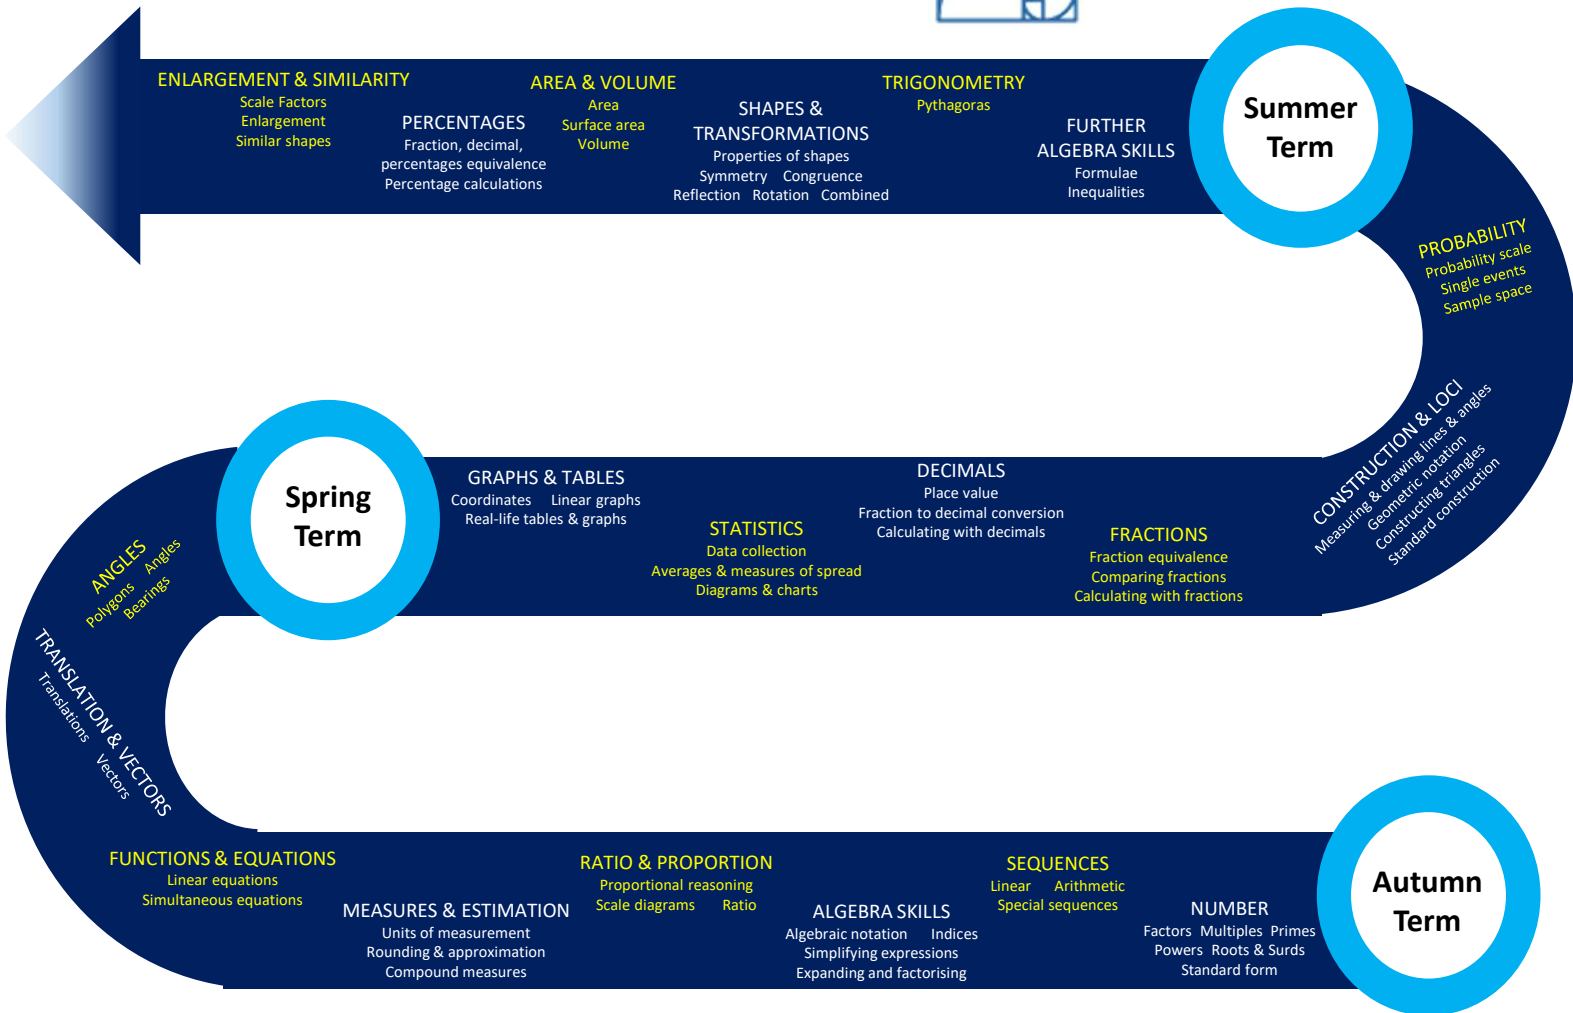 ENLARGEMENT & SIMILARITY
Scale Factors
Enlargement
Similar shapes
PERCENTAGES
Fraction, decimal,
percentages equivalence
Percentage calculations
AREA & VOLUME
Area
Surface area
Volume
SHAPES &
TRANSFORMATIONS
Properties of shapes
Symmetry Congruence
Reflection Rotation Combined
TRIGONOMETRY
Pythagoras
FURTHER
ALGEBRA SKILLS
Formulae
Inequalities
Summer
Term
PROBABILITY
Probability scale
Single events
Sample space
CONSTRUCTION & LOCI
Measuring & drawing lines & angles
Geometric notation
Constructing triangles
Standard construction
Spring
Term
GRAPHS & TABLES
Coordinates Linear graphs
Real-life tables & graphs
STATISTICS
Data collection
Averages & measures of spread
Diagrams & charts
DECIMALS
Place value
Fraction to decimal conversion
Calculating with decimals
FRACTIONS
Fraction equivalence
Comparing fractions
Calculating with fractions
ANGLES
Polygons Angles
Bearings
TRANSLATION & VECTORS
Translations Vectors
FUNCTIONS & EQUATIONS
Linear equations
Simultaneous equations
MEASURES & ESTIMATION
Units of measurement
Rounding & approximation
Compound measures
RATIO & PROPORTION
Proportional reasoning
Scale diagrams Ratio
ALGEBRA SKILLS
Algebraic notation Indices
Simplifying expressions
Expanding and factorising
SEQUENCES
Linear Arithmetic
Special sequences
NUMBER
Factors Multiples Primes
Powers Roots & Surds
Standard form
Autumn
Term